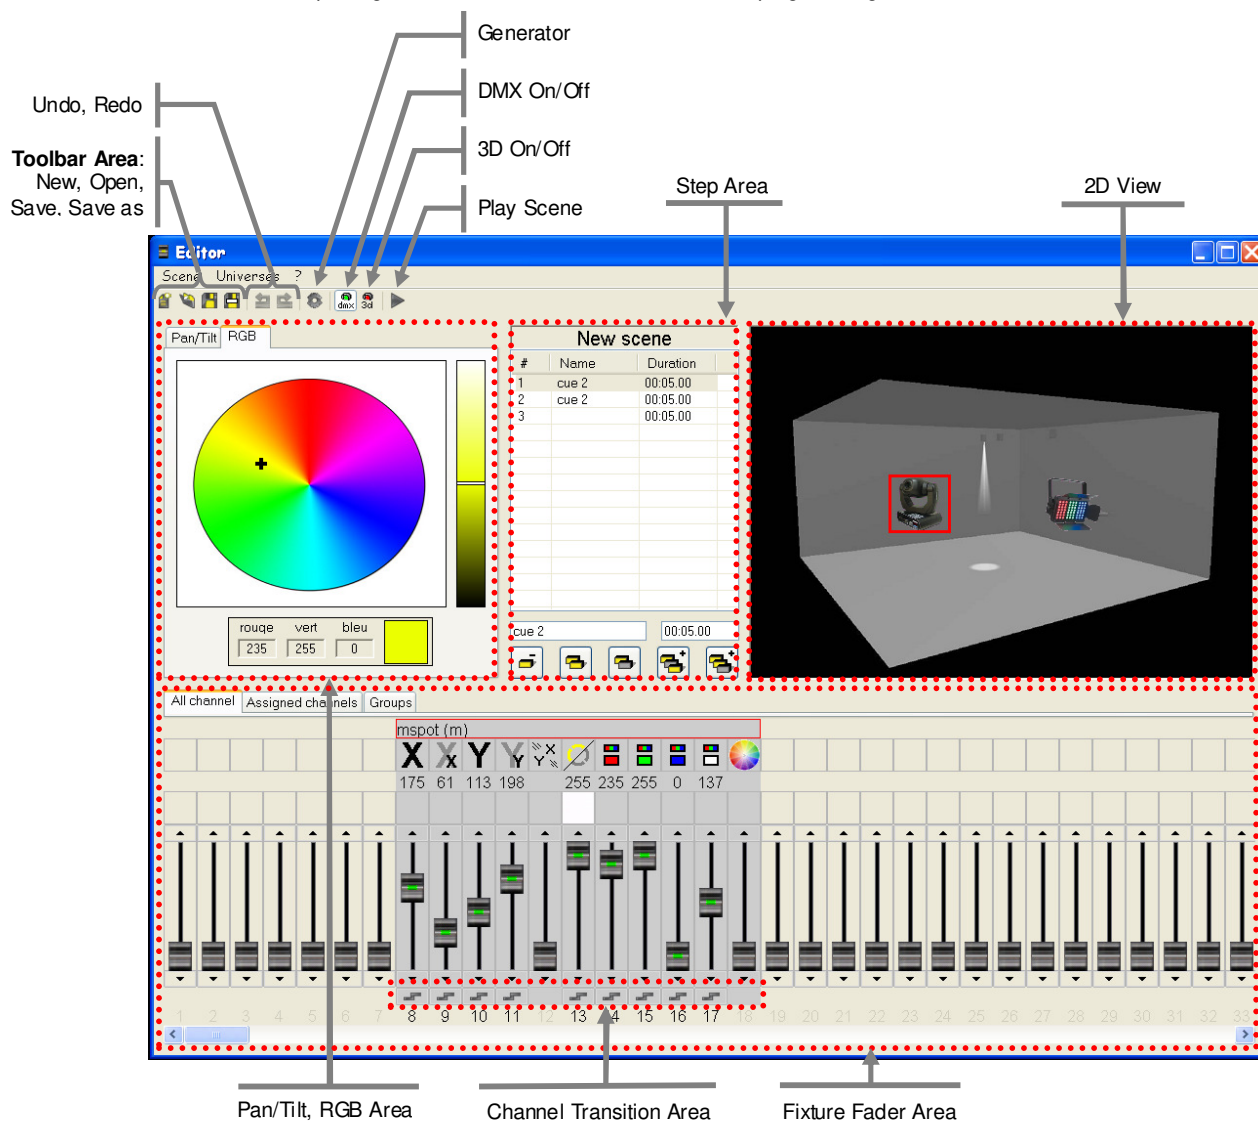 Generator
DMX On/Off
Undo, Redo
3D On/Off
Toolbar Area:
New, Open,
Save, Save as
Step Area
2D View
Play Scene
Editor
Scene Universes ?
dmx 3d
Pan/Tilt RGB
New scene
# Name Duration
1 cue 2 00:05.00
2 cue 2 00:05.00
3 00:05.00
rouge vert bleu
235 255 0
cue 2 00:05.00
All channel Assigned channels Groups
mspot (m)
X X X Y Y Y X Y
175 61 113 198 255 235 255 0 137
1 2 3 4 5 6 7 8 9 10 11 12 13 14 15 16 17 18 19 20 21 22 23 24 25 26 27 28 29 30 31 32 33
Pan/Tilt, RGB Area
Channel Transition Area
Fixture Fader Area